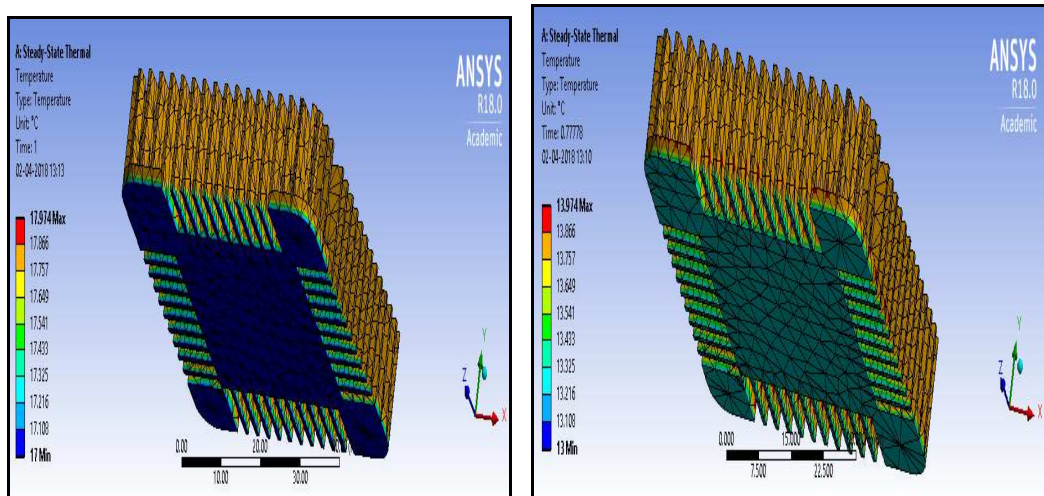 A: Steady-State Thermal
Temperature
Type: Temperature
Unit: °C
Time: 1
02-04-2018 13:13
ANSYS
R18.0
Academic
17.974 Max
17.866
17.757
17.649
17.541
17.433
17.325
17.216
17.108
17 Min
Y
Z
X
0.00
20.00
10.00
30.00
A: Steady-State Thermal
Temperature
Type: Temperature
Unit: °C
Time: 0.77778
02-04-2018 13:10
ANSYS
R18.0
Academic
13.974 Max
13.866
13.757
13.649
13.541
13.433
13.325
13.216
13.108
13 Min
Y
Z
X
0.000
15.000
7.500
22.500